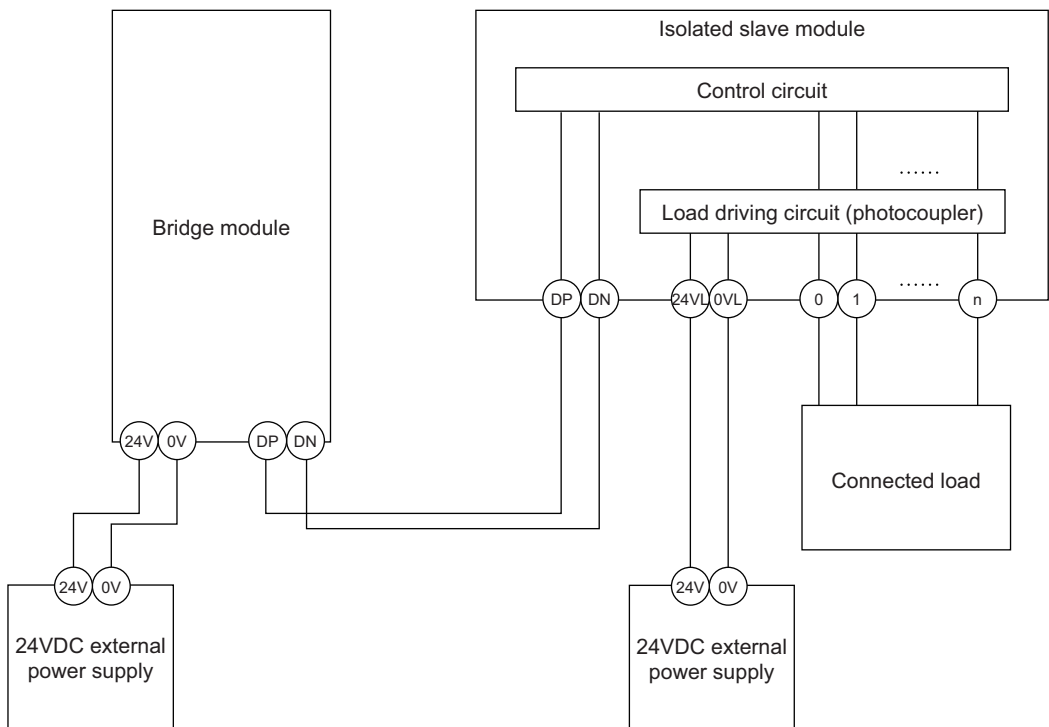 Isolated slave module
Control circuit
......
Bridge module
Load driving circuit (photocoupler)
......
DP DN 24VL 0VL 0 1 n
24V 0V DP DN
Connected load
24V 0V
24V 0V
24VDC external
power supply
24VDC external
power supply